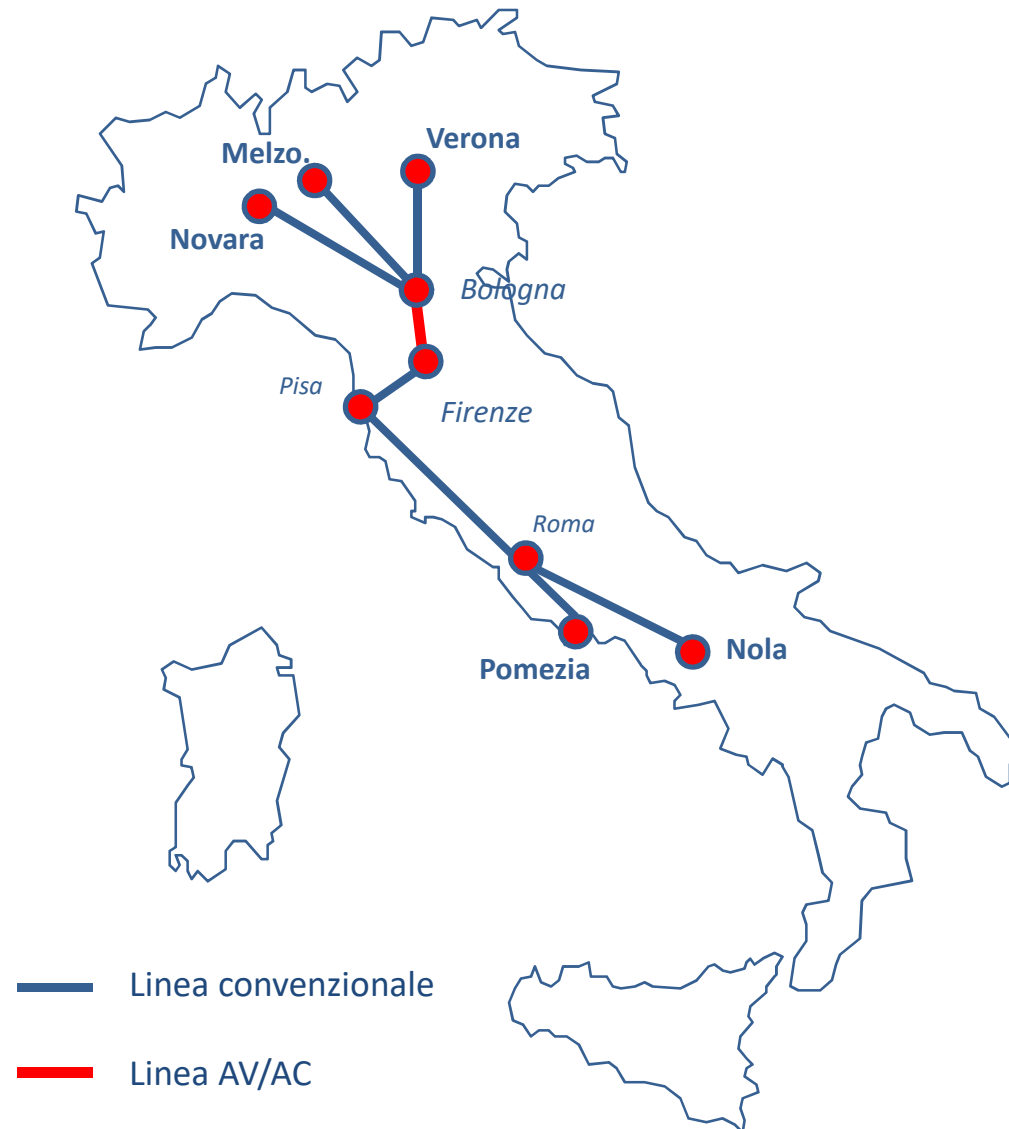 Verona
Melzo.
Novara
Bologna
Pisa
Firenze
Roma
Nola
Pomezia
Linea convenzionale
Linea AV/AC